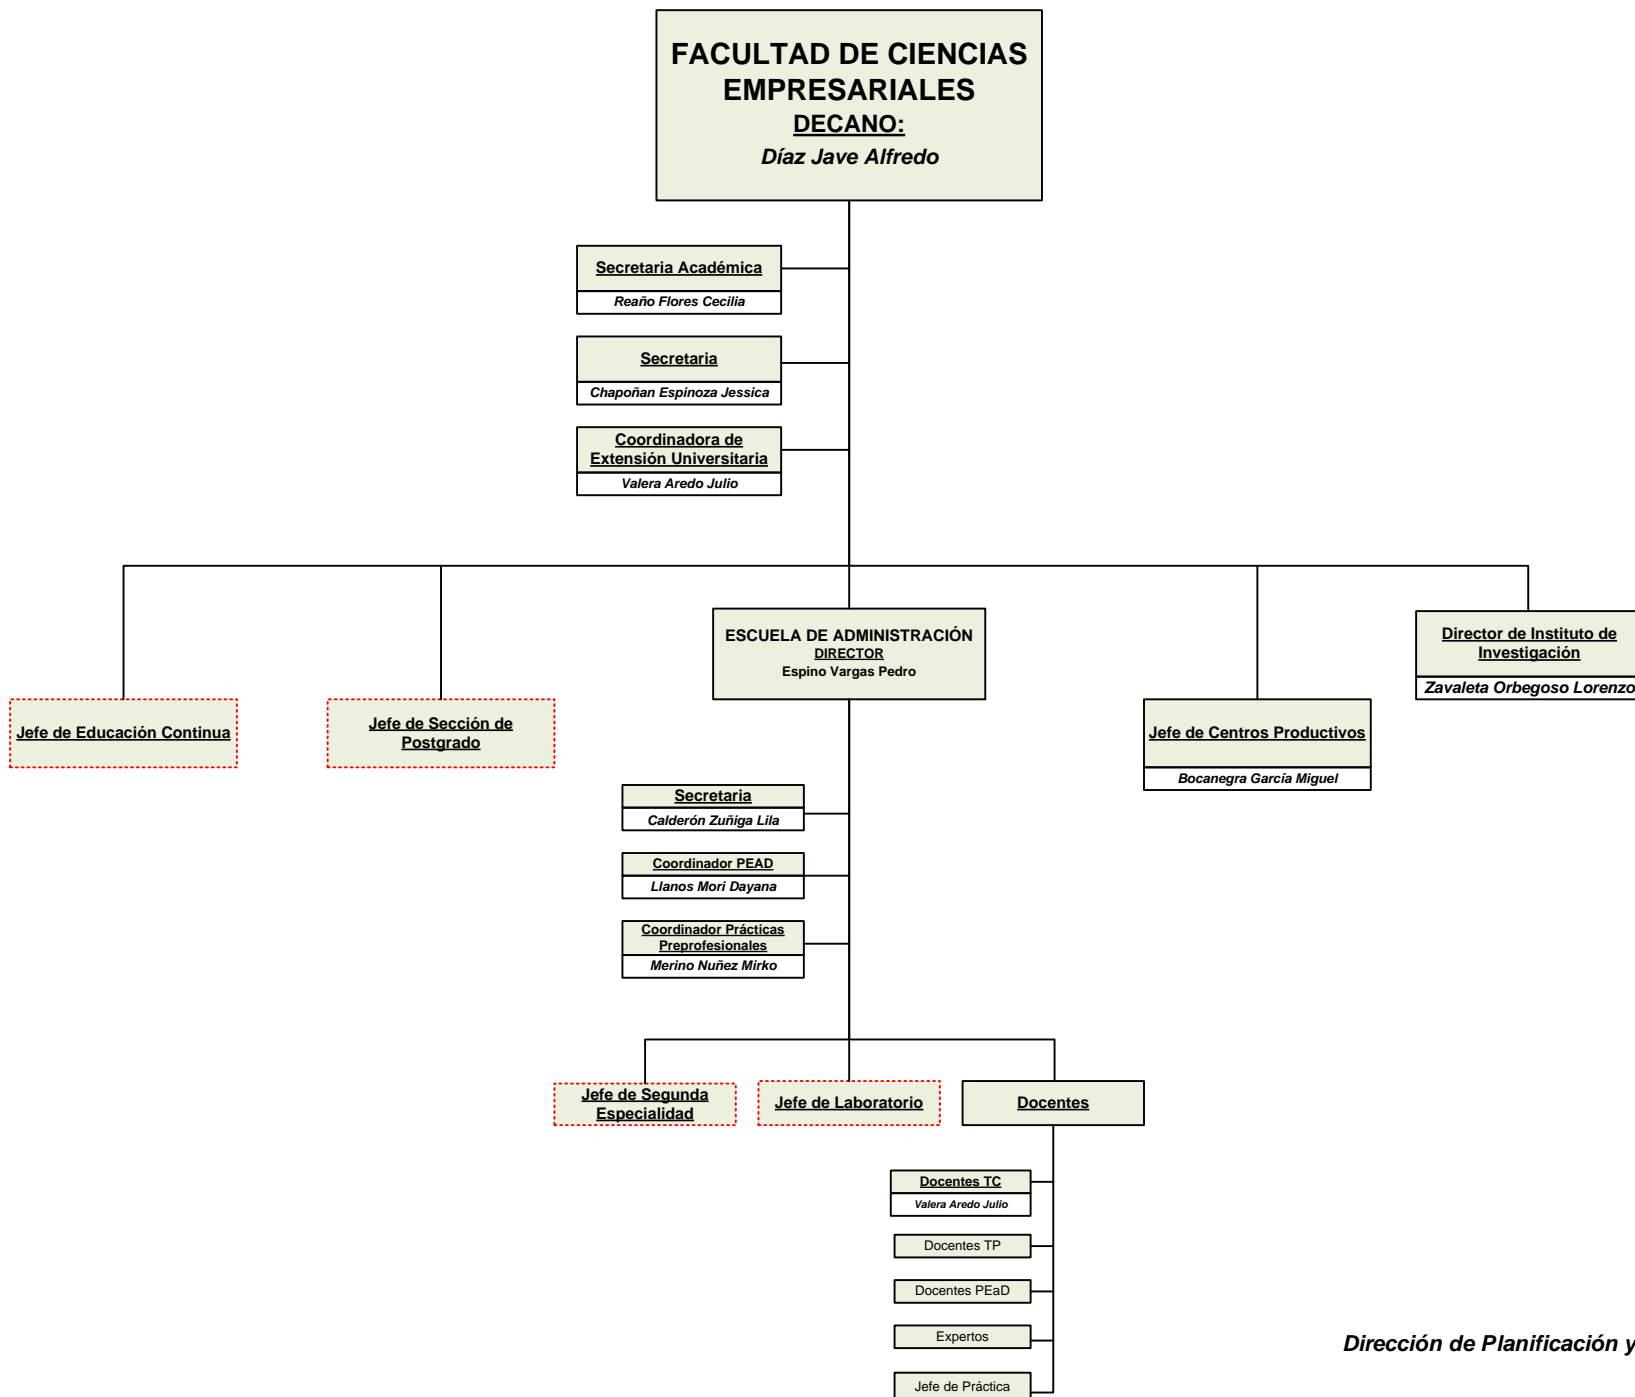 FACULTAD DE CIENCIAS
EMPRESARIALES
DECANO:
Díaz Jave Alfredo
Secretaria Académica
Reaño Flores Cecilia
Secretaria
Chapoñan Espinoza Jessica
Coordinadora de
Extensión Universitaria
Valera Aredo Julio
ESCUELA DE ADMINISTRACIÓN
DIRECTOR
Espino Vargas Pedro
Director de Instituto de
Investigación
Zavaleta Orbegoso Lorenzo
Jefe de Educación Continua
Jefe de Sección de
Postgrado
Jefe de Centros Productivos
Bocanegra García Miguel
Secretaria
Calderón Zuñiga Lila
Coordinador PEAD
Llanos Mori Dayana
Coordinador Prácticas
Preprofesionales
Merino Nuñez Mirko
Jefe de Segunda
Especialidad
Jefe de Laboratorio
Docentes
Docentes TC
Valera Aredo Julio
Docentes TP
Docentes PEaD
Expertos
Jefe de Práctica
Dirección de Planificación y